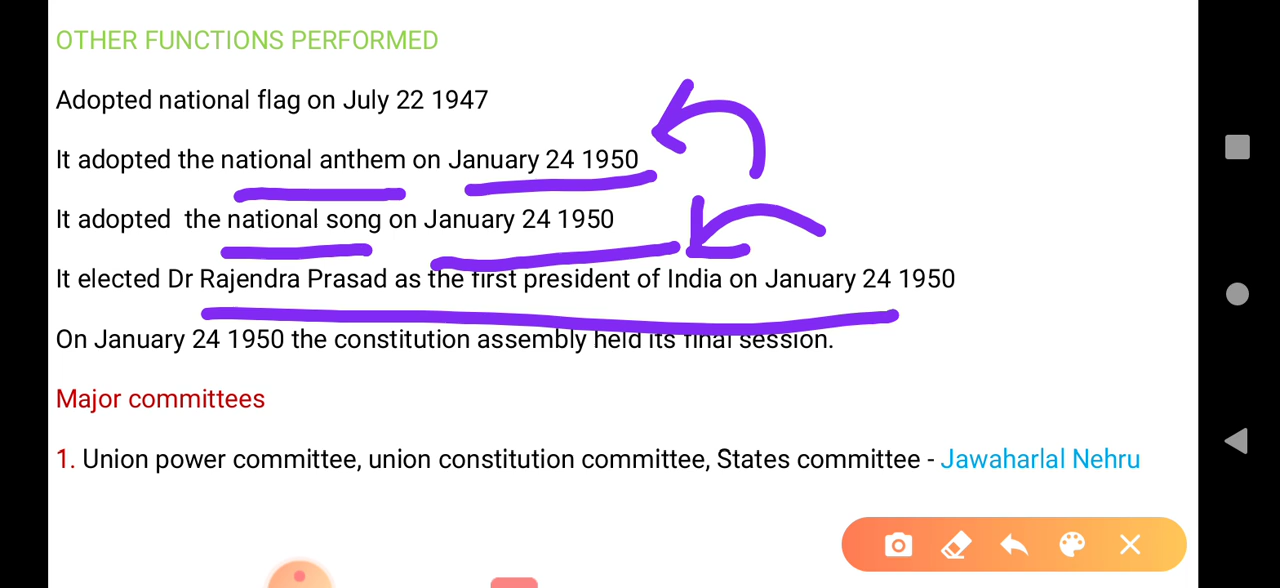 OTHER FUNCTIONS PERFORMED
Adopted national flag on July 22 1947
It adopted the national anthem on January 24 1950
It adopted the national song on January 24 1950
It elected Dr Rajendra Prasad as the first president of India on January 24 1950
On January 24 1950 the constitution assembly held its final session.
Major committees
1. Union power committee, union constitution committee, States committee - Jawaharlal Nehru